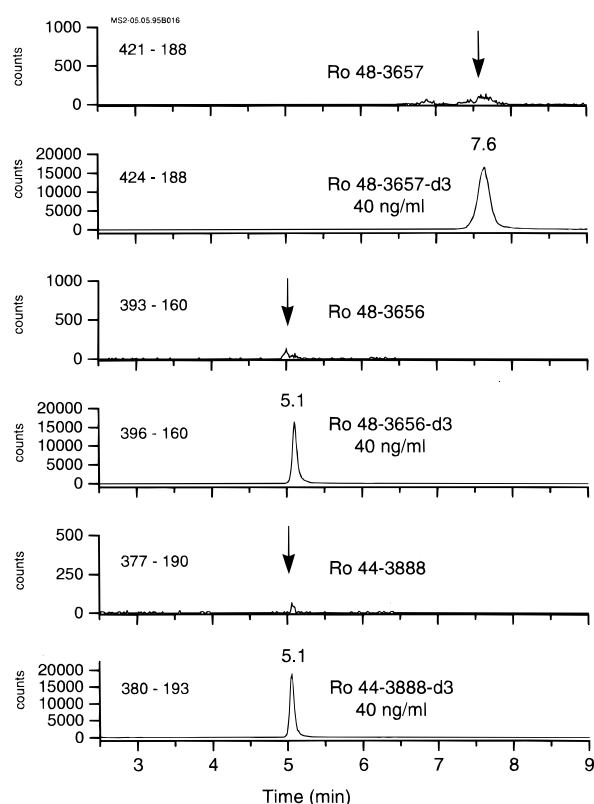 MS2-05.05.95B016
1000
500
0
counts
421 - 188
Ro 48-3657
7.6
20000
15000
10000
5000
0
counts
424 - 188
Ro 48-3657-d3
40 ng/ml
1000
500
0
counts
393 - 160
Ro 48-3656
5.1
20000
15000
10000
5000
0
counts
396 - 160
Ro 48-3656-d3
40 ng/ml
500
250
0
counts
377 - 190
Ro 44-3888
5.1
20000
15000
10000
5000
0
counts
380 - 193
Ro 44-3888-d3
40 ng/ml
3 4 5 6 7 8 9
Time (min)